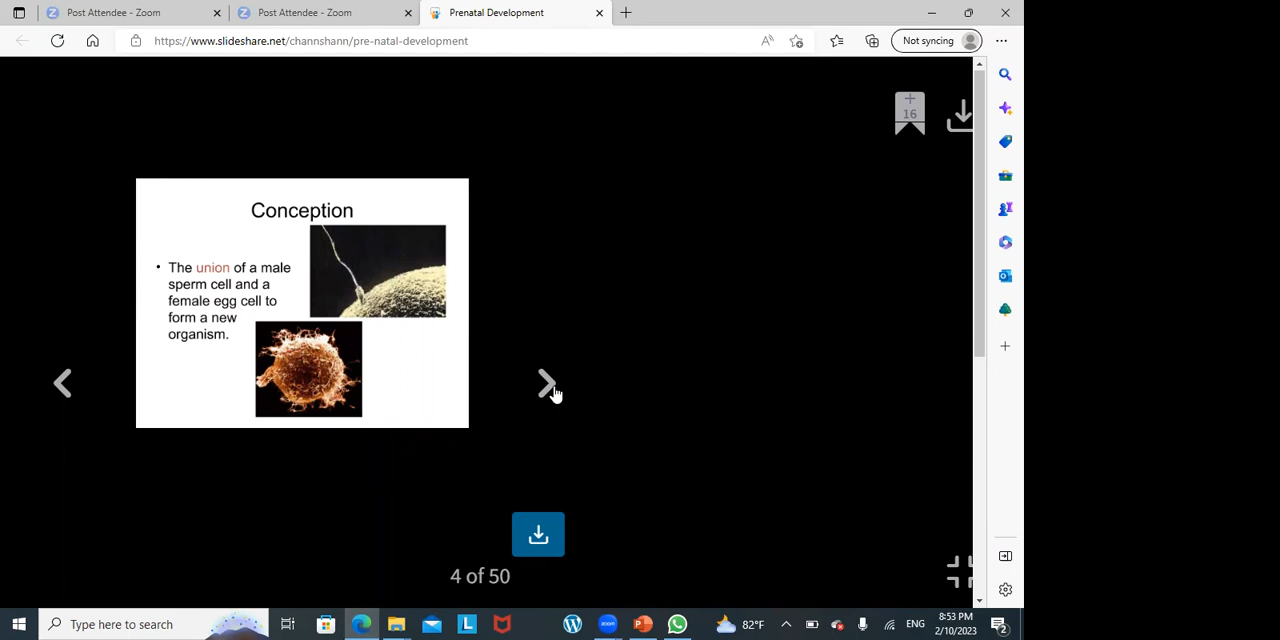 Post Attendee - Zoom
Post Attendee - Zoom
Prenatal Development
https://www.slideshare.net/channshann/pre-natal-development
Not syncing
16
Conception
• The union of a male
sperm cell and a
female egg cell to
form a new
organism.
4 of 50
Type here to search
82°F
ENG
8:53 PM
2/10/2023
2